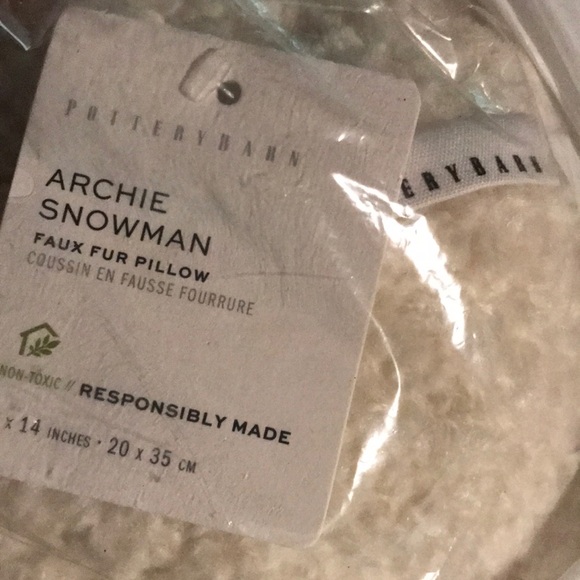 POTTERYBARN
ARCHIE
SNOWMAN
FAUX FUR PILLOW
COUSSIN EN FAUSSE FOURRURE
NON-TOXIC // RESPONSIBLY MADE
x 14 INCHES · 20 x 35 CM
ERYBARN